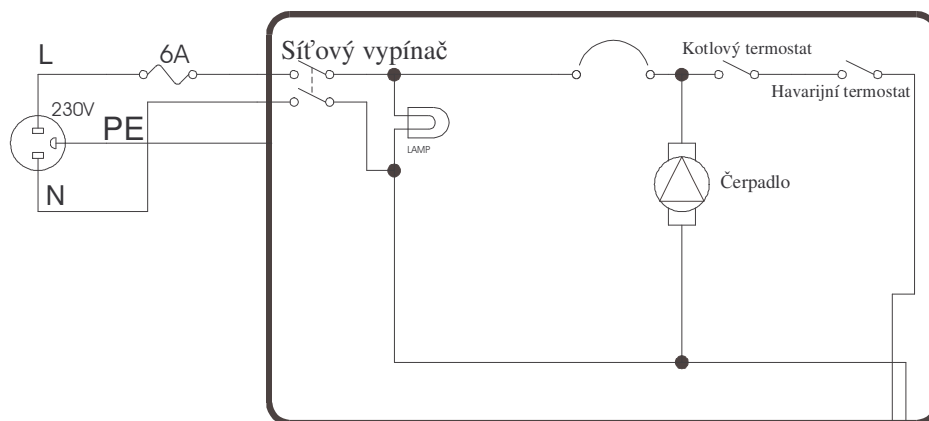 L
6A
Síťový vypínač
Kotlový termostat
Havarijní termostat
230V
PE
LAMP
N
Čerpadlo